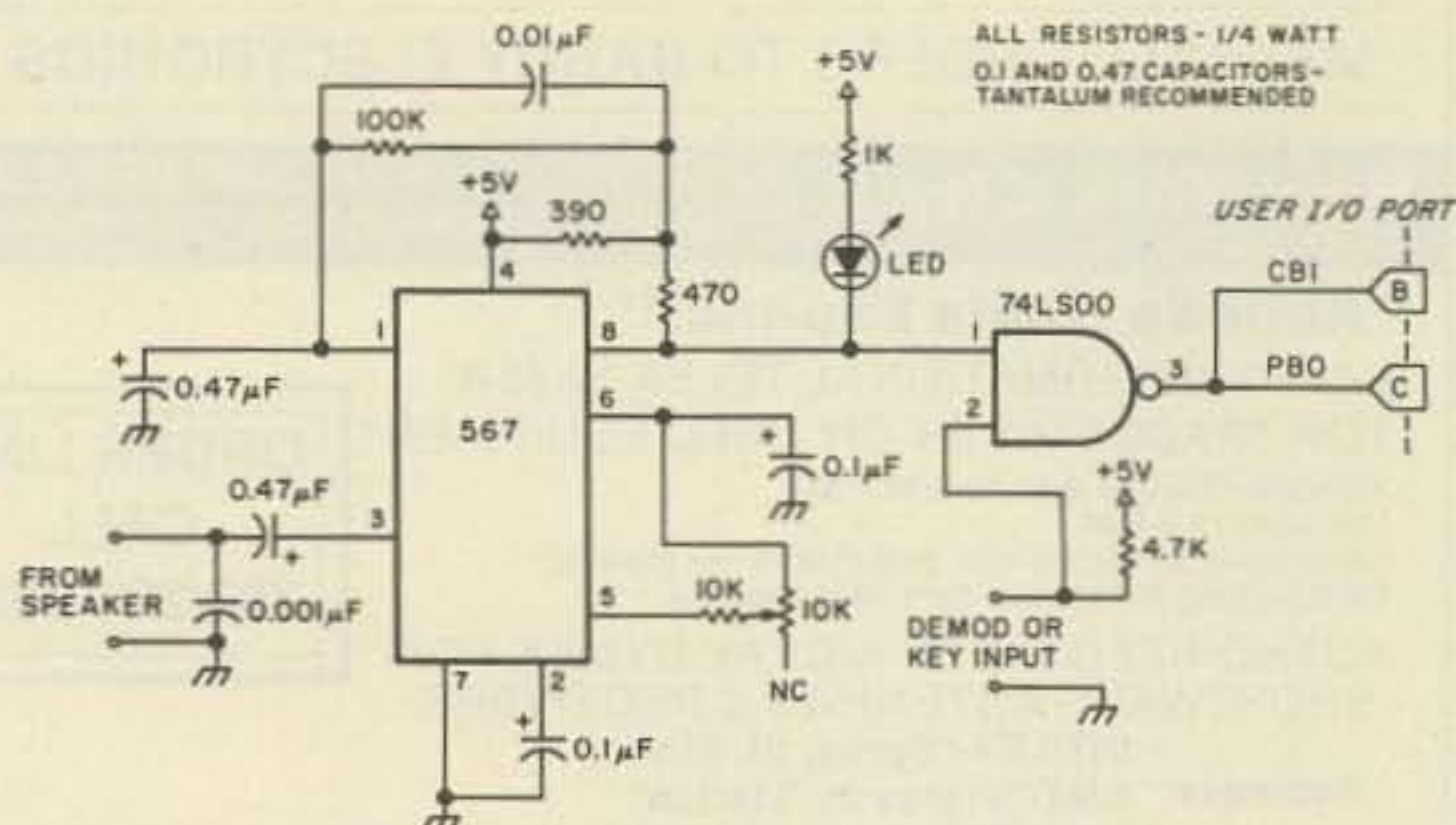 0.01µF
ALL RESISTORS - 1/4 WATT
0.1 AND 0.47 CAPACITORS-
TANTALUM RECOMMENDED
+5V
100K
1K
+5V
390
USER I/O PORT
4
LED
CB1
B
470
74LS00
1
8
1
+
0.47µF
3
PB0
C
6
2
567
+
0.1µF
+5V
0.47µF
3
+
4.7K
FROM
SPEAKER
0.001µF
5
10K
10K
DEMOD OR
KEY INPUT
7
2
NC
+
0.1µF